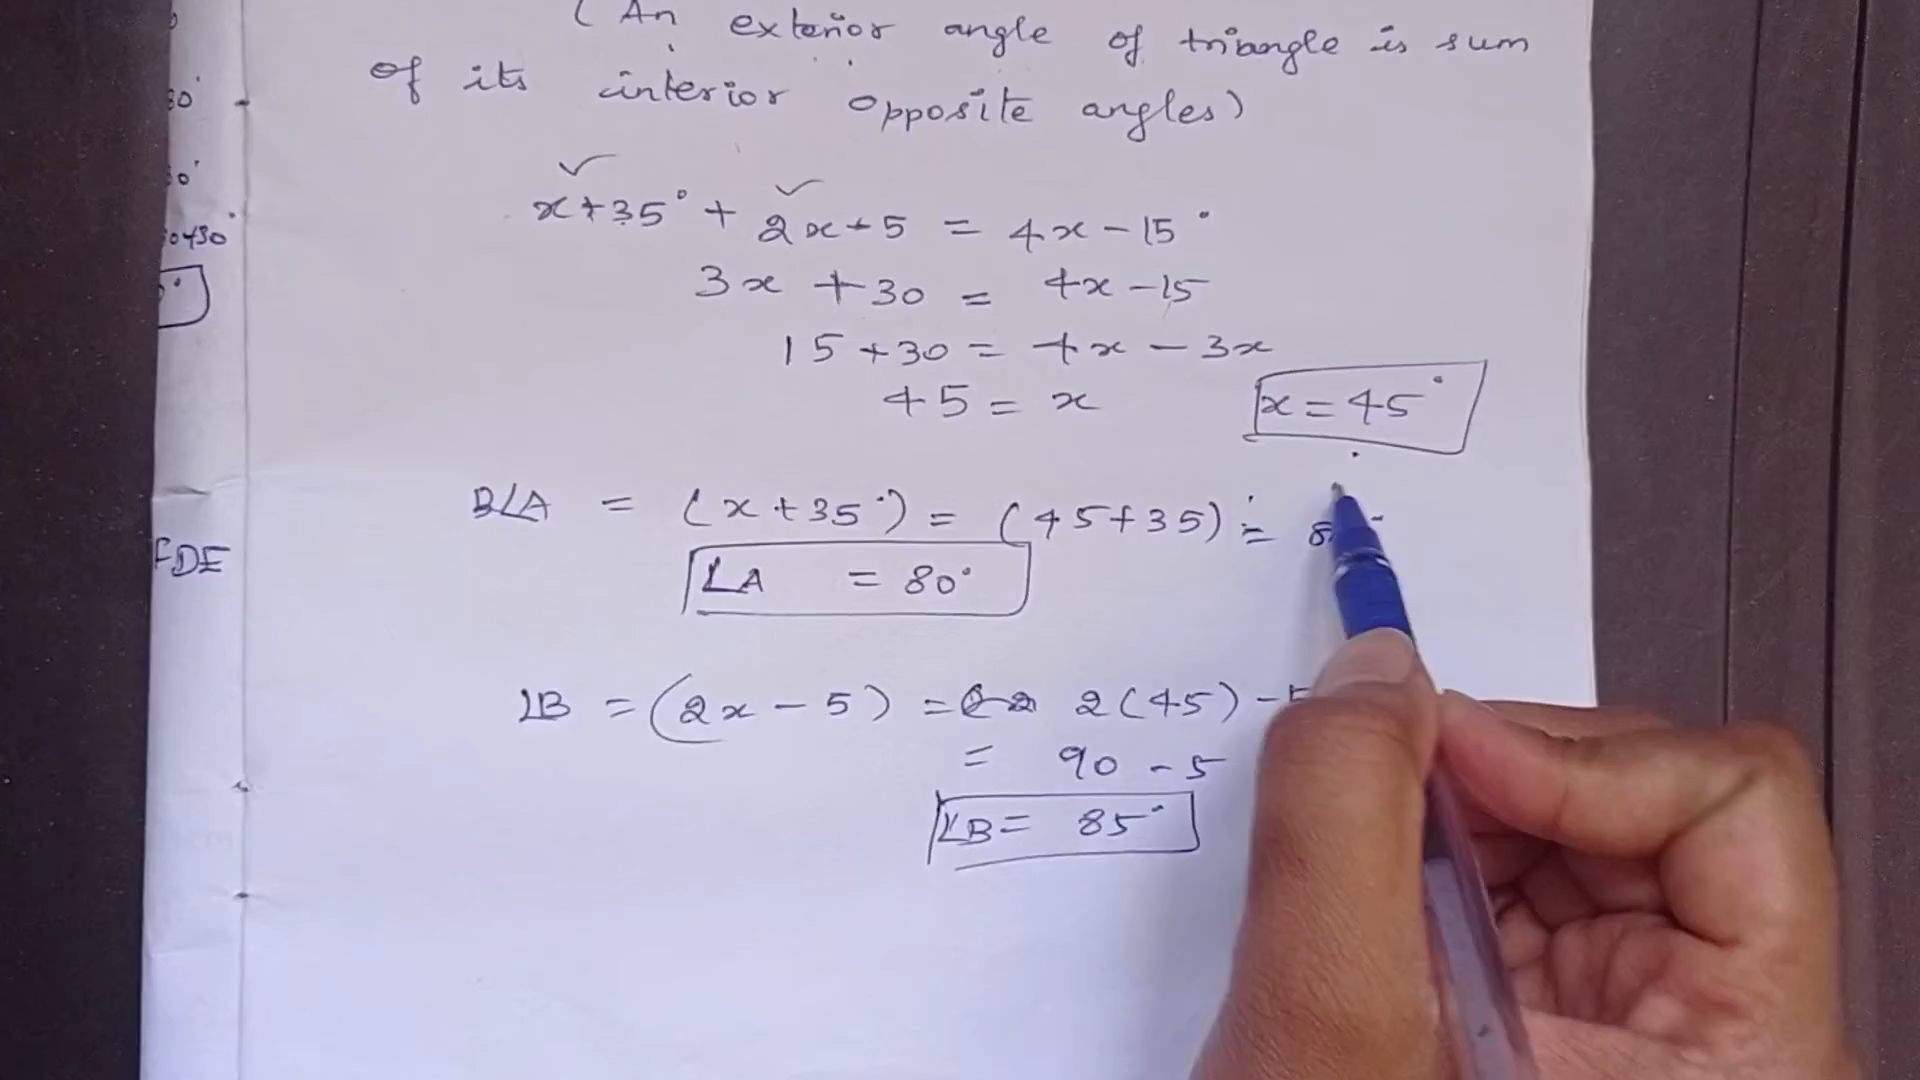 (An exterior angle of triangle is sum
of its interior opposite angles)
x+35° + 2x+5 = 4x-15°
3x +30 = 4x-15
15+30 = 4x - 3x
45 = x
x=45°
∠A = (x+35°) = (45+35) =
∠A = 80°
FDE
∠B = (2x-5) = 2(45)-5
= 90-5
∠B= 85°